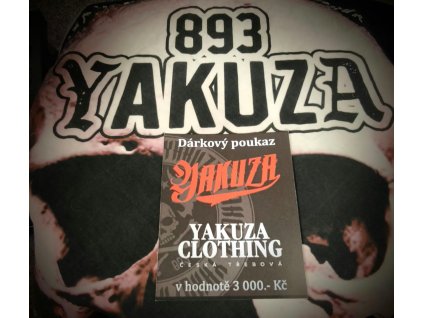 893
YAKUZA
Dárkový poukaz
YAKUZA
YAKUZA
CLOTHING
ČESKÁ TŘEBOVÁ
v hodnotě 3 000.- Kč